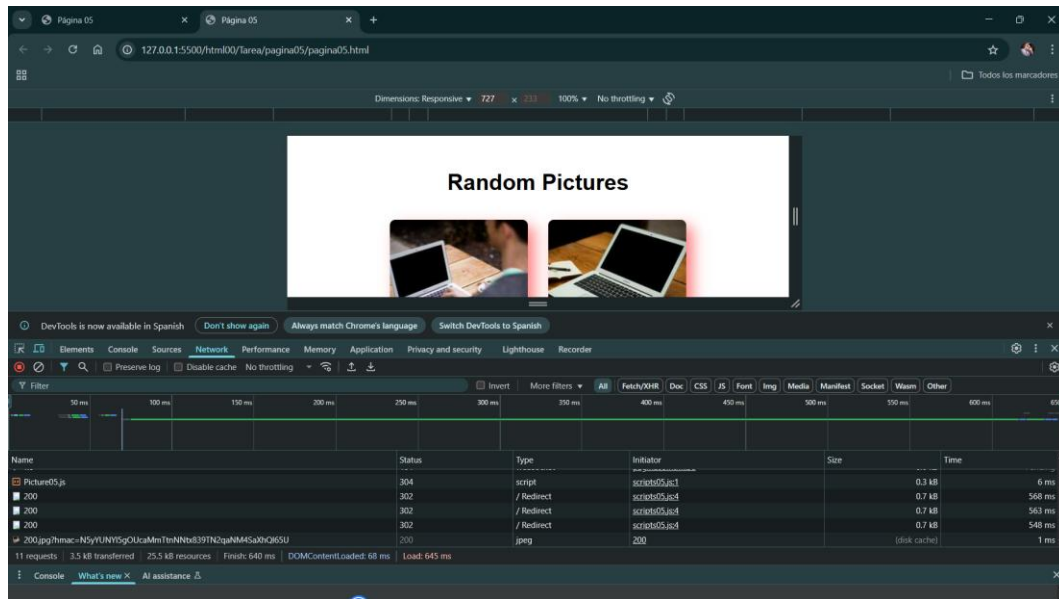 Página 05
Página 05
127.0.0.1:5500/html00/Tarea/pagina05/pagina05.html
Todos los marcadores
Dimensions: Responsive 727 x 233 100% No throttling
Random Pictures
DevTools is now available in Spanish Don't show again Always match Chrome's language Switch DevTools to Spanish
Elements Console Sources Network Performance Memory Application Privacy and security Lighthouse Recorder
Preserve log Disable cache No throttling
Filter Invert More filters All Fetch/XHR Doc CSS JS Font Img Media Manifest Socket Wasm Other
50 ms 100 ms 150 ms 200 ms 250 ms 300 ms 350 ms 400 ms 450 ms 500 ms 550 ms 600 ms
Name Status Type Initiator Size Time
Picture05.js 304 script scripts05.js:1 0.3 kB 6 ms
200 302 / Redirect scripts05.js:4 0.7 kB 568 ms
200 302 / Redirect scripts05.js:4 0.7 kB 563 ms
200 302 / Redirect scripts05.js:4 0.7 kB 548 ms
200 jpeg 200 (disk cache) 1 ms
11 requests 3.5 kB transferred 25.5 kB resources Finish: 640 ms DOMContentLoaded: 68 ms Load: 645 ms
Console What's new AI assistance